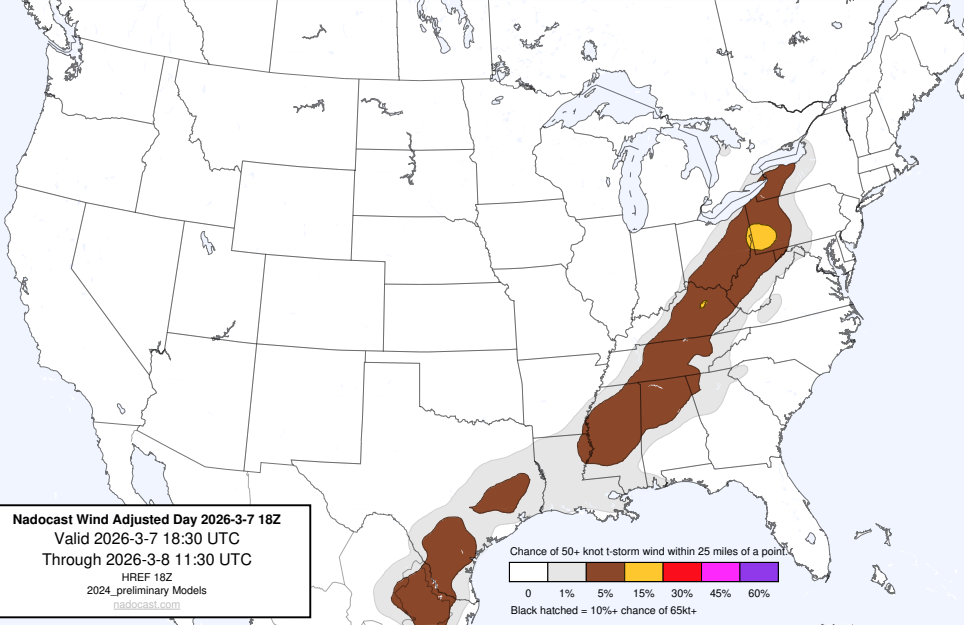 Nadocast Wind Adjusted Day 2026-3-7 18Z
Valid 2026-3-7 18:30 UTC
Through 2026-3-8 11:30 UTC
HREF 18Z
2024_preliminary Models
nadocast.com
Chance of 50+ knot t-storm wind within 25 miles of a point.
0 1% 5% 15% 30% 45% 60%
Black hatched = 10%+ chance of 65kt+